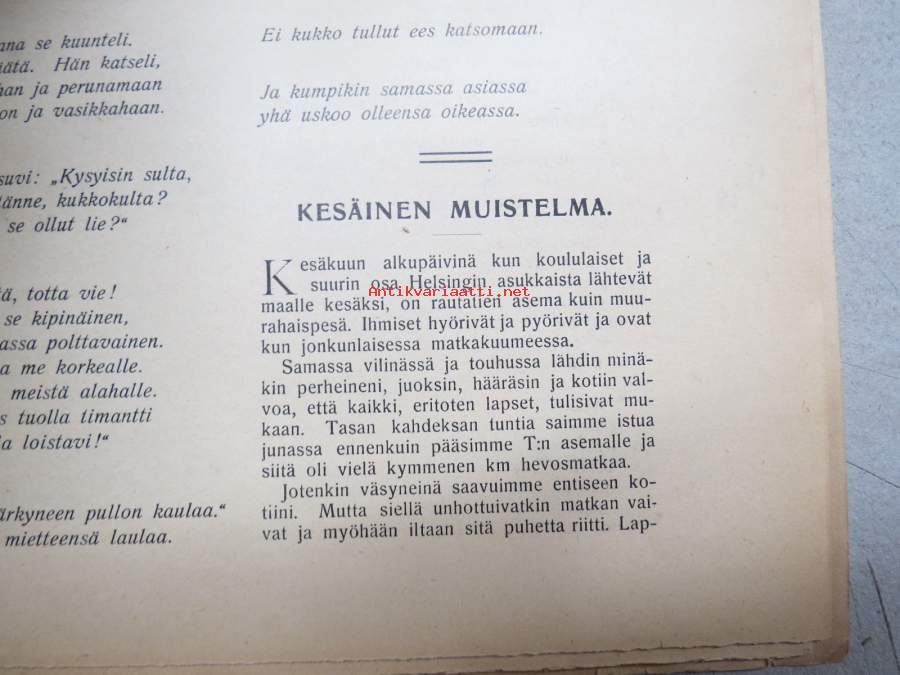 ana se kuunteli.
äätä. Hän katseli,
han ja perunamaan
on ja vasikkahaan.
suvi: „Kysyisin sulta,
änne, kukkokulta?
se ollut lie?“
tä, totta vie!
se kipinäinen,
assa polttavainen.
a me korkealle.
meistä alahalle.
s tuolla timantti
a loistavi!“
ärkyneen pullon kaulaa.“
mietteensä laulaa.
Ei kukko tullut ees katsomaan.
Ja kumpikin samassa asiassa
yhä uskoo olleensa oikeassa.
KESÄINEN MUISTELMA.
Kesäkuun alkupäivinä kun koululaiset ja
suurin osa Helsingin asukkaista lähtevät
maalle kesäksi, on rautatien asema kuin muu-
rahaispesä. Ihmiset hyörivät ja pyörivät ja ovat
kun jonkunlaisessa matkakuumeessa.
Samassa vilinässä ja touhussa lähdin minä-
kin perheineni, juoksin, hääräsin ja kotiin val-
voa, että kaikki, eritoten lapset, tulisivat mu-
kaan. Tasan kahdeksan tuntia saimme istua
junassa ennenkuin pääsimme T:n asemalle ja
siitä oli vielä kymmenen km hevosmatkaa.
Jotenkin väsyneinä saavuimme entiseen ko-
tiini. Mutta siellä unhottuivatkin matkan vai-
vat ja myöhään iltaan sitä puhetta riitti. Lap-
Antikvariaatti.net